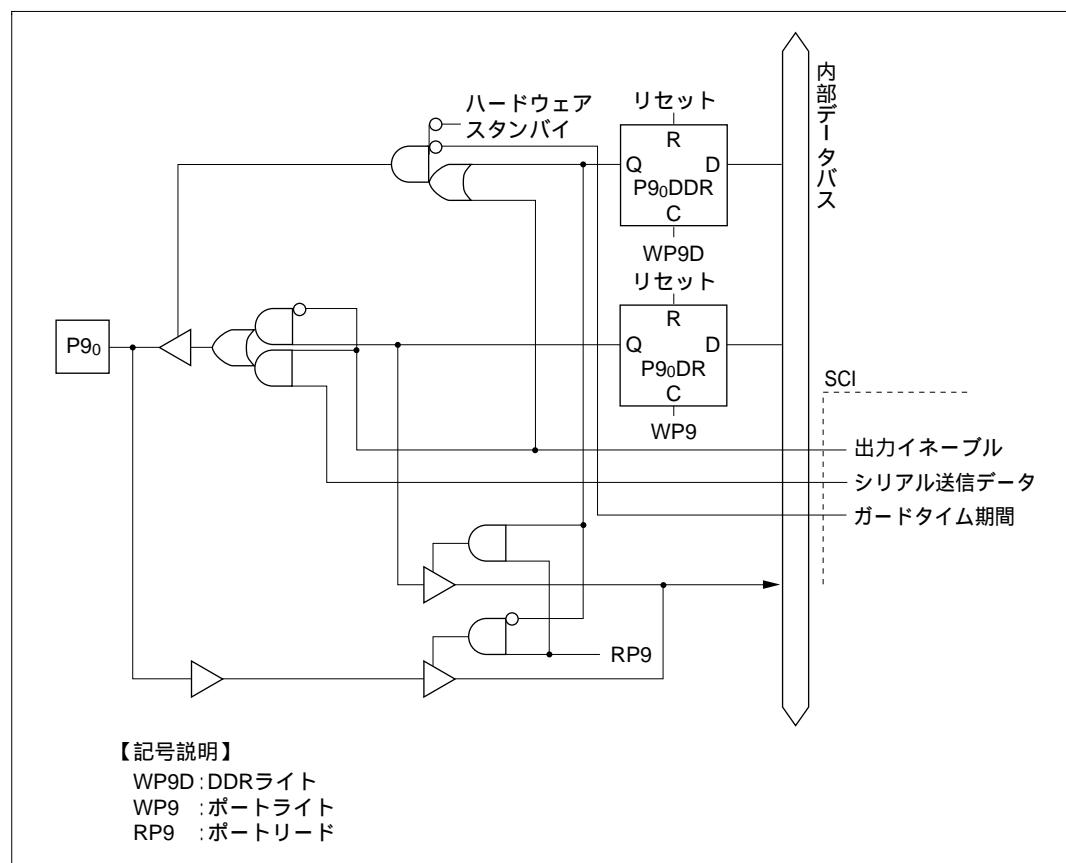 ハードウェア
スタンバイ
リセット
R
Q D
P9₀DDR
C
WP9D
リセット
R
Q D
P9₀DR
C
WP9
内部データバス
P9₀
SCI
出力イネーブル
シリアル送信データ
ガードタイム期間
RP9
【記号説明】
WP9D:DDRライト
WP9 :ポートライト
RP9 :ポートリード